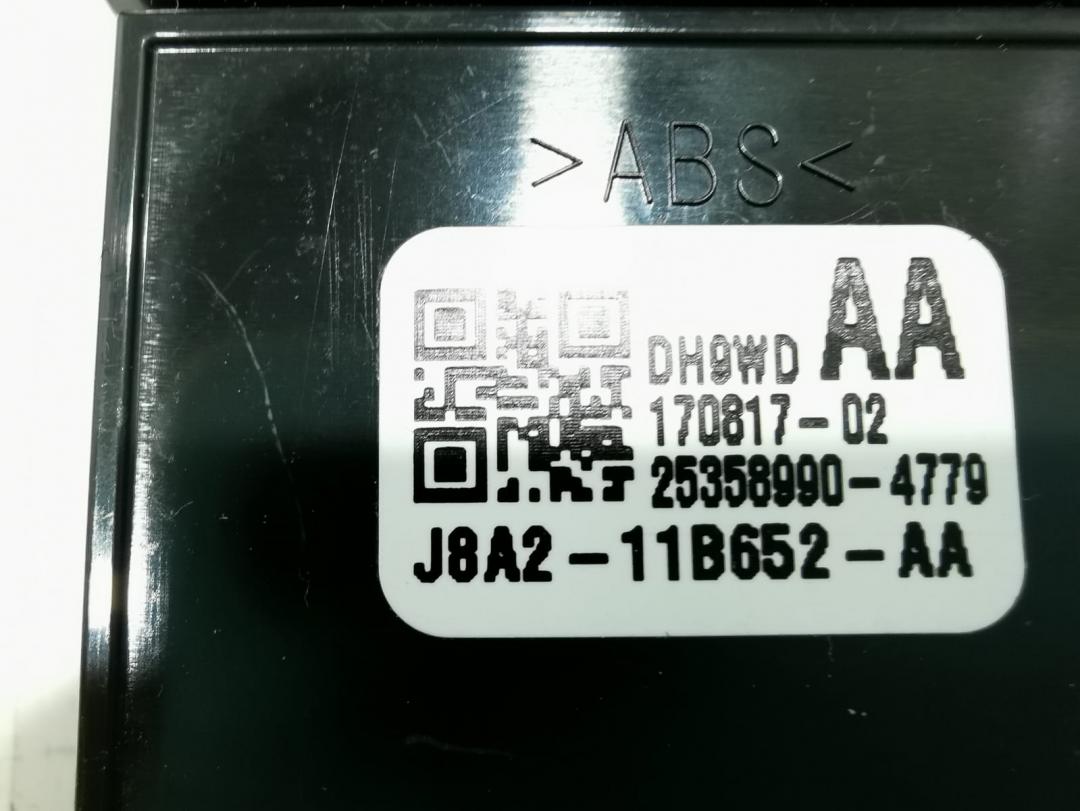 >ABS<
DH9WD AA
170817-02
25358990-4779
J8A2-11B652-AA